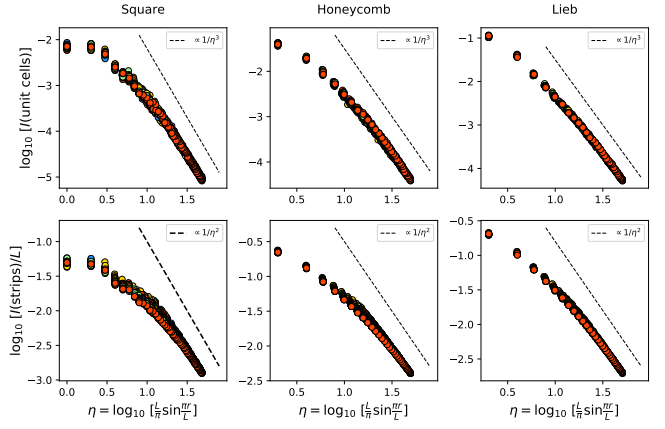 Square Honeycomb Lieb
log₁₀ [I(unit cells)]
−2
−3
−4
−5
0.0 0.5 1.0 1.5
∝1/η³
−2
−3
−4
0.5 1.0 1.5
∝1/η³
−1
−2
−3
−4
0.5 1.0 1.5
∝1/η³
log₁₀ [I(strips)/L]
−1.0
−1.5
−2.0
−2.5
−3.0
0.0 0.5 1.0 1.5
∝1/η²
η = log₁₀ [L/π sin πr/L]
−0.5
−1.0
−1.5
−2.0
−2.5
0.5 1.0 1.5
∝1/η²
η = log₁₀ [L/π sin πr/L]
−0.5
−1.0
−1.5
−2.0
−2.5
0.5 1.0 1.5
∝1/η²
η = log₁₀ [L/π sin πr/L]